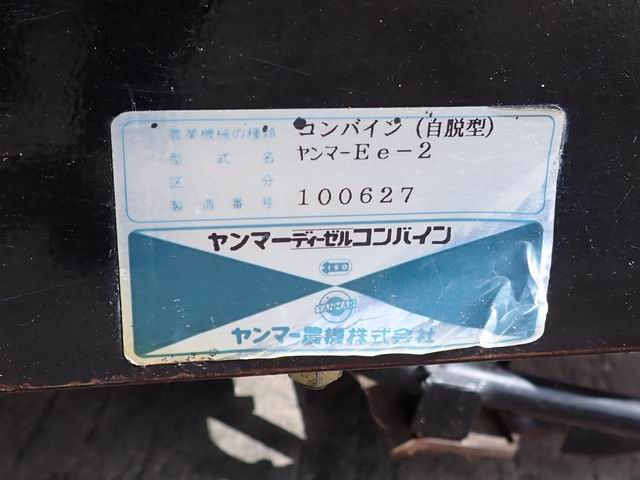 農業機械の種類 コンバイン(自脱型)
型式名 ヤンマーEe-2
区分
製造番号 100627
ヤンマーディーゼルコンバイン
ISO
YANMAR
ヤンマー農機株式会社